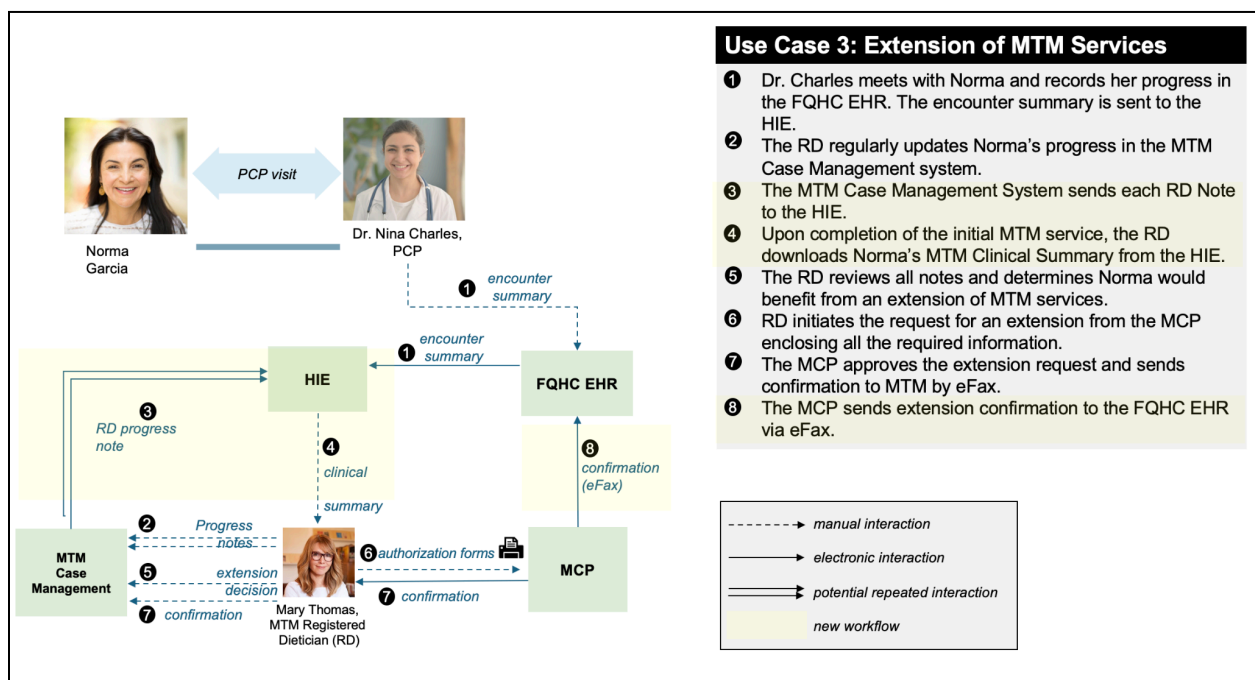 PCP visit
Norma
Garcia
Dr. Nina Charles,
PCP
1 encounter
summary
1 encounter
summary
HIE
FQHC EHR
3
RD progress
note
4
clinical
summary
8
confirmation
(eFax)
2 Progress
notes
MTM
Case
Management
5 extension
decision
7 confirmation
6 authorization forms
7 confirmation
MCP
Mary Thomas,
MTM Registered
Dietician (RD)
Use Case 3: Extension of MTM Services
1 Dr. Charles meets with Norma and records her progress in
the FQHC EHR. The encounter summary is sent to the
HIE.
2 The RD regularly updates Norma’s progress in the MTM
Case Management system.
3 The MTM Case Management System sends each RD Note
to the HIE.
4 Upon completion of the initial MTM service, the RD
downloads Norma’s MTM Clinical Summary from the HIE.
5 The RD reviews all notes and determines Norma would
benefit from an extension of MTM services.
6 RD initiates the request for an extension from the MCP
enclosing all the required information.
7 The MCP approves the extension request and sends
confirmation to MTM by eFax.
8 The MCP sends extension confirmation to the FQHC EHR
via eFax.
manual interaction
electronic interaction
potential repeated interaction
new workflow